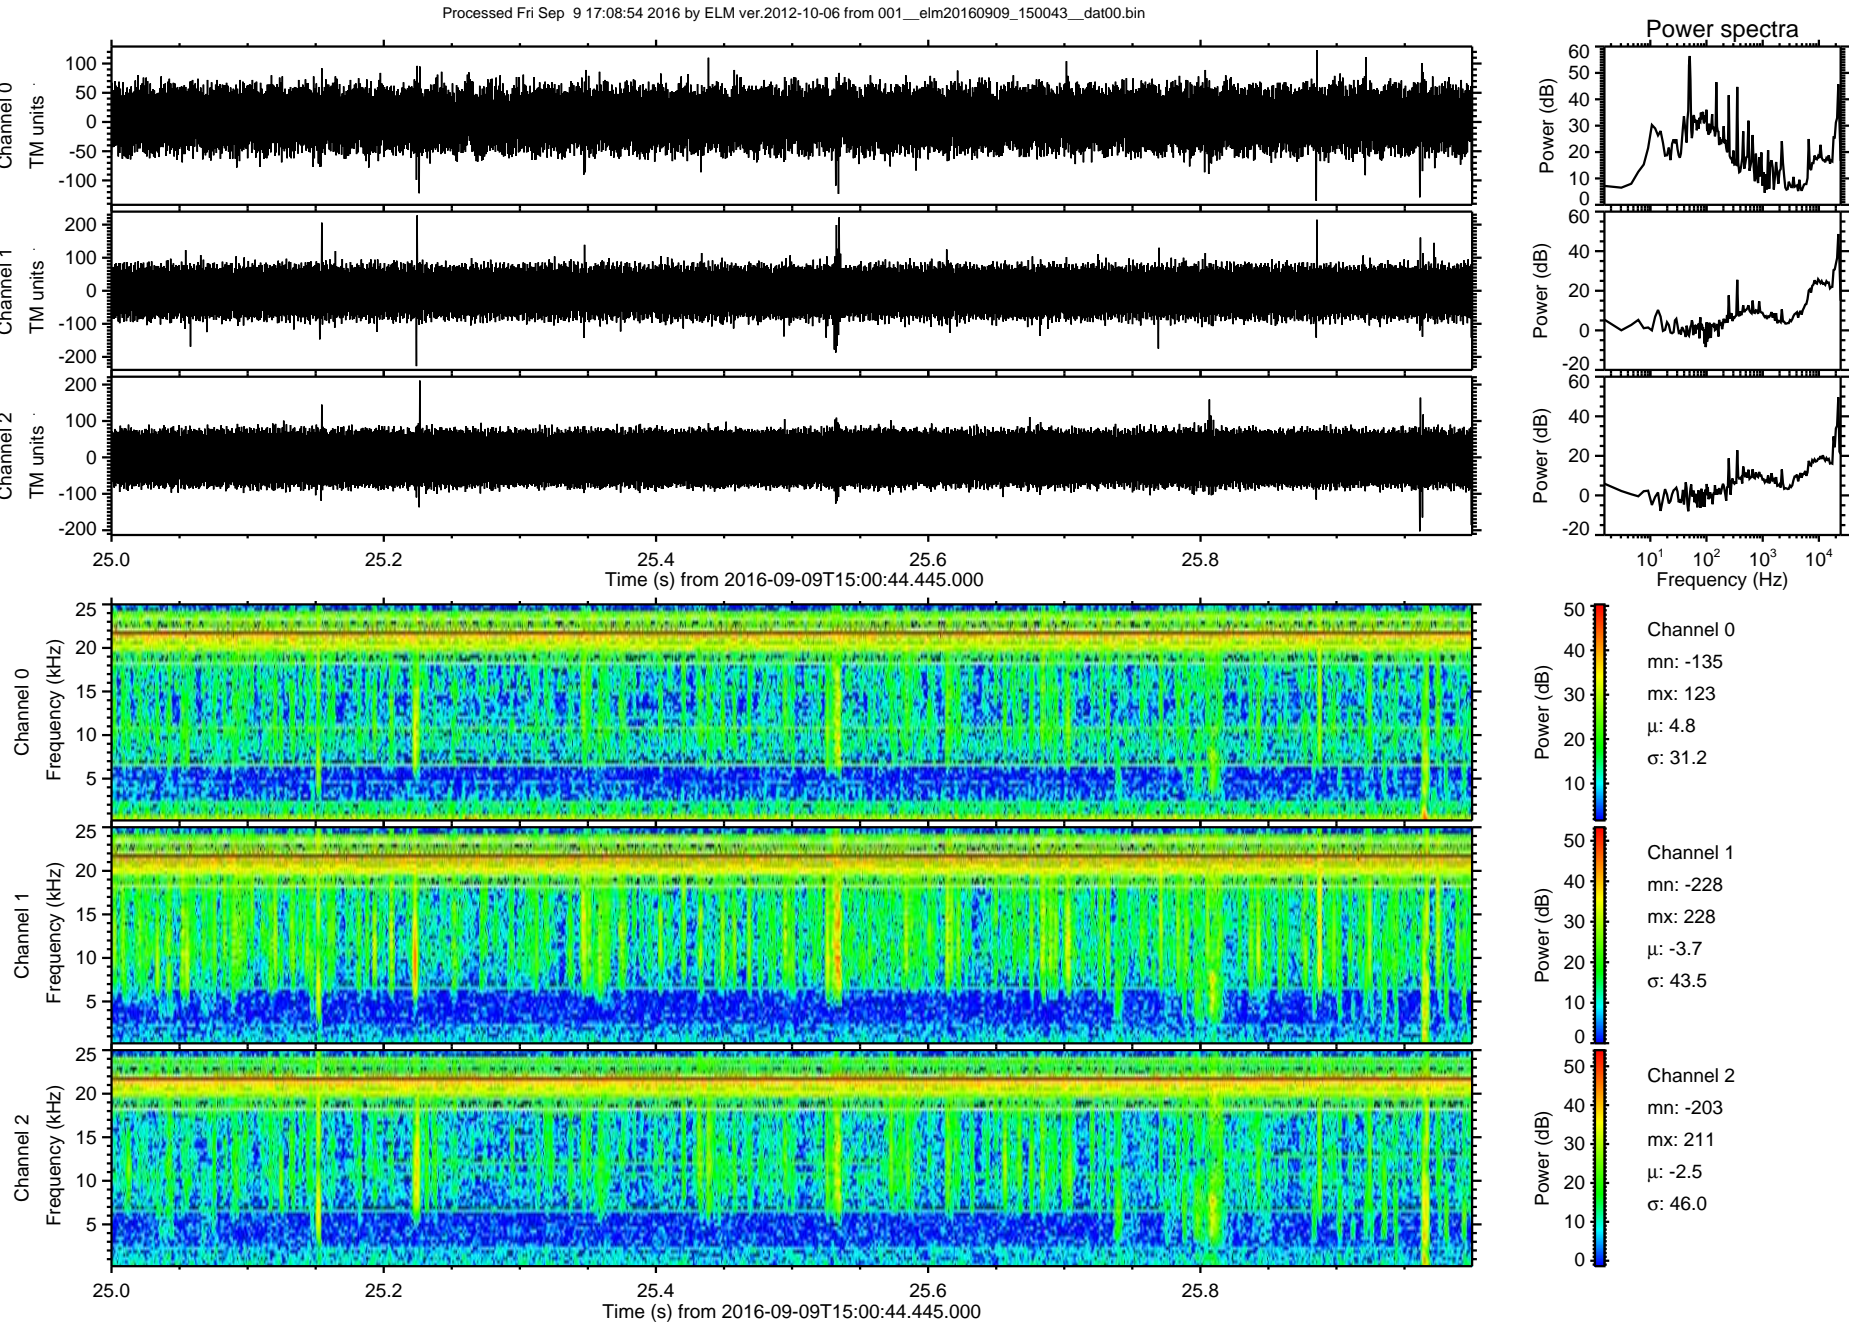 Processed Fri Sep  9 17:08:54 2016 by ELM ver.2012-10-06 from 001__elm20160909_150043__dat00.bin
Power spectra
Channel 0
TM units
100
50
0
-50
-100
Power (dB)
60
50
40
30
20
10
0
Channel 1
TM units
200
100
0
-100
-200
Power (dB)
60
40
20
0
-20
Channel 2
TM units
200
100
0
-100
-200
Power (dB)
60
40
20
0
-20
25.0 25.2 25.4 25.6 25.8
Time (s) from 2016-09-09T15:00:44.445.000
10¹ 10² 10³ 10⁴
Frequency (Hz)
Channel 0
Frequency (kHz)
25
20
15
10
5
Power (dB)
50
40
30
20
10
Channel 0
mn: -135
mx: 123
μ: 4.8
σ: 31.2
Channel 1
Frequency (kHz)
25
20
15
10
5
Power (dB)
50
40
30
20
10
0
Channel 1
mn: -228
mx: 228
μ: -3.7
σ: 43.5
Channel 2
Frequency (kHz)
25
20
15
10
5
Power (dB)
50
40
30
20
10
0
Channel 2
mn: -203
mx: 211
μ: -2.5
σ: 46.0
25.0 25.2 25.4 25.6 25.8
Time (s) from 2016-09-09T15:00:44.445.000